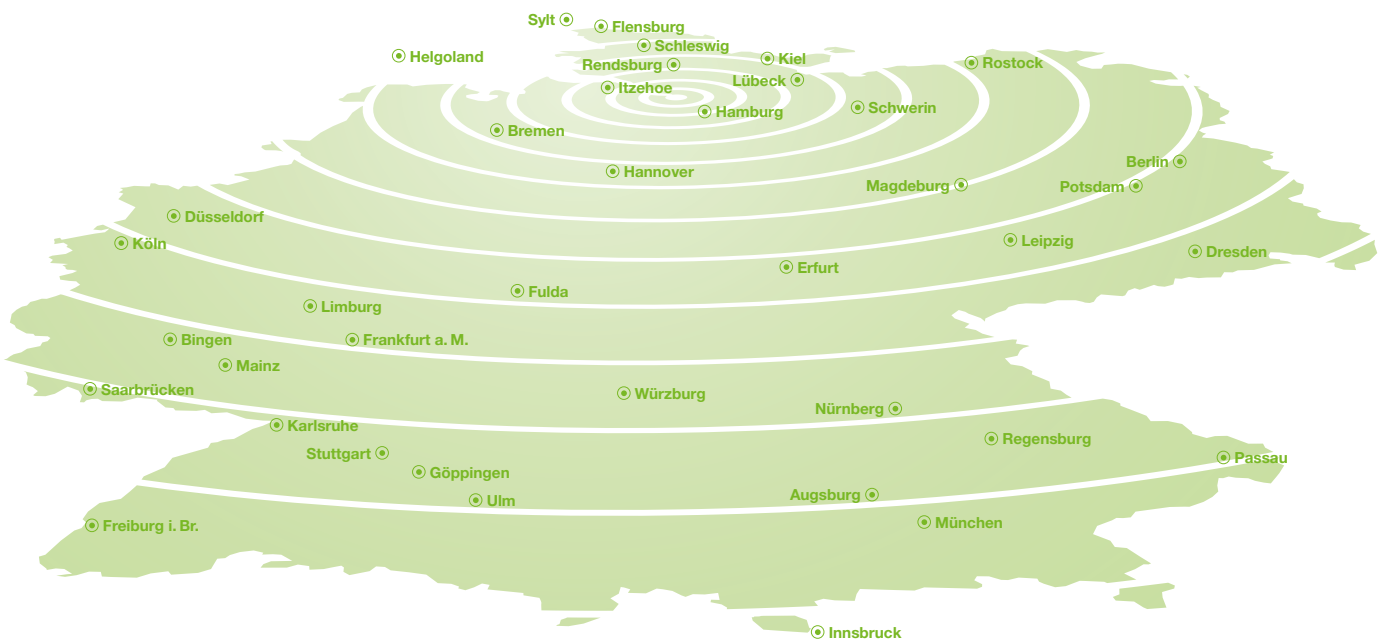 Sylt
Flensburg
Schleswig
Helgoland
Kiel
Rendsburg
Rostock
Lübeck
Itzehoe
Schwerin
Hamburg
Bremen
Berlin
Hannover
Magdeburg
Potsdam
Düsseldorf
Leipzig
Köln
Dresden
Erfurt
Fulda
Limburg
Bingen
Frankfurt a. M.
Mainz
Saarbrücken
Würzburg
Nürnberg
Karlsruhe
Regensburg
Stuttgart
Passau
Göppingen
Augsburg
Ulm
München
Freiburg i. Br.
Innsbruck